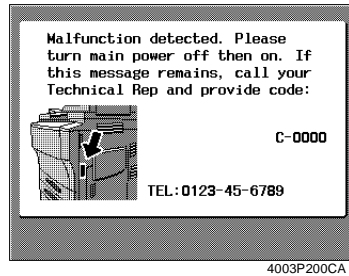 Malfunction detected. Please
turn main power off then on. If
this message remains, call your
Technical Rep and provide code:
C-0000
TEL:0123-45-6789
4003P200CA